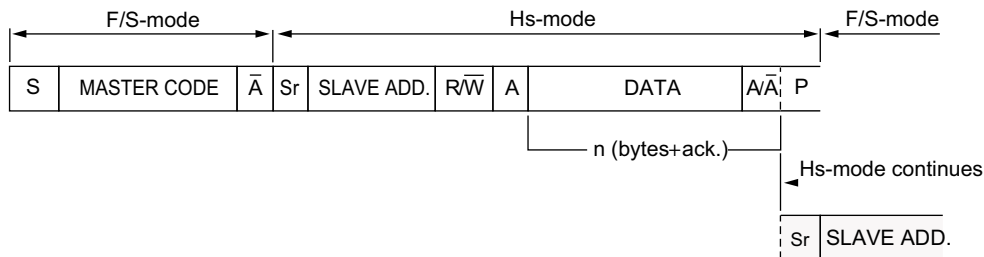 F/S-mode Hs-mode F/S-mode
S MASTER CODE A̅ Sr SLAVE ADD. R/W̅ A DATA A/A̅ P
n (bytes+ack.)
Hs-mode continues
Sr SLAVE ADD.